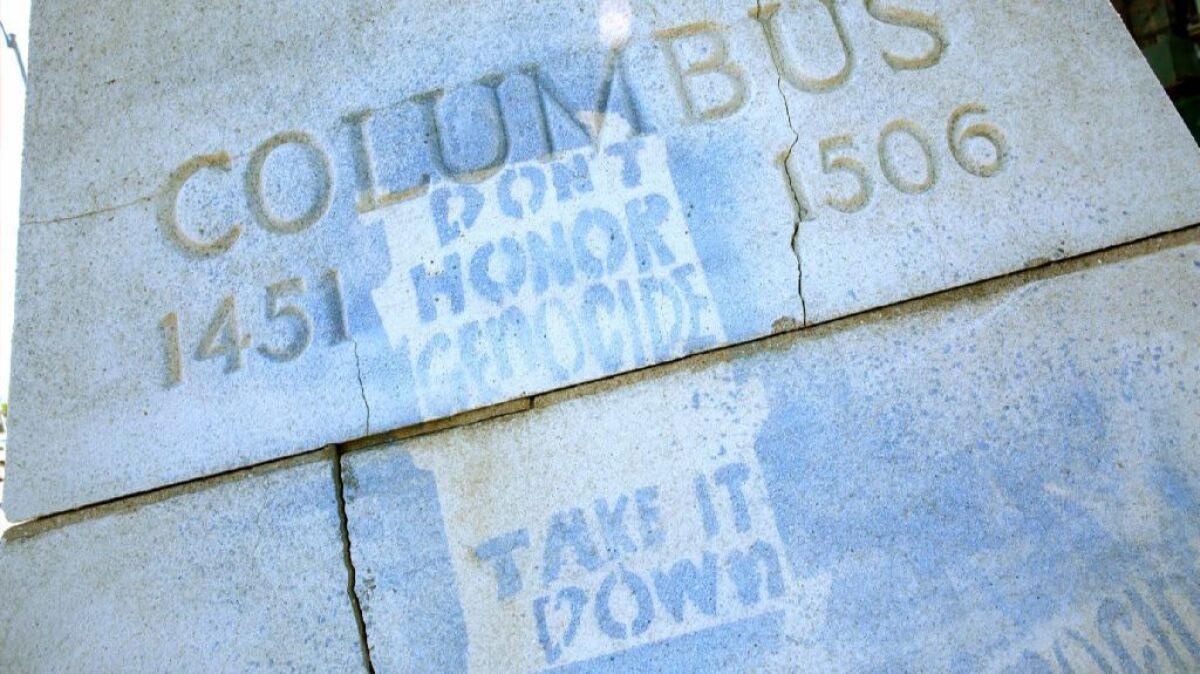 COLUMBUS
1451 1506
DON'T
HONOR
GENOCIDE
TAKE IT
DOWN